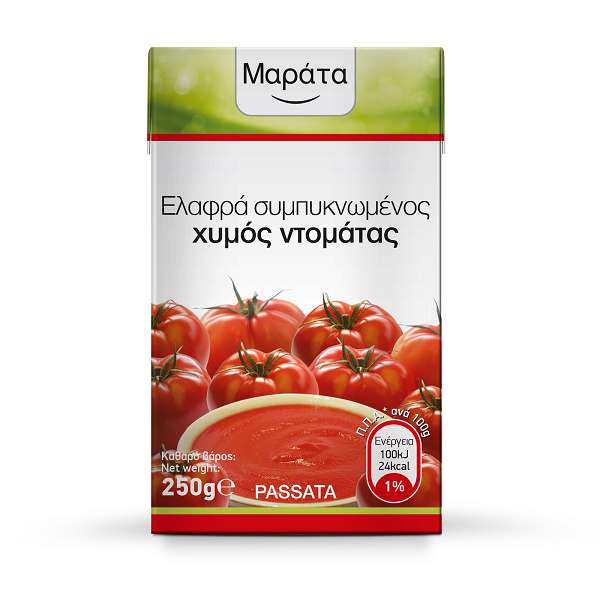 Μαράτα
Ελαφρά συμπυκνωμένος
χυμός ντομάτας
Π.Π.Α.* ανά 100g
Ενέργεια
100kJ
24kcal
1%
Καθαρό βάρος:
Net weight:
250g℮
PASSATA